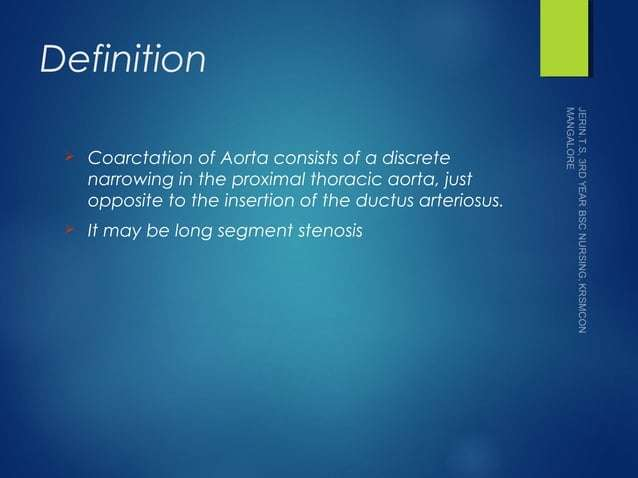 Definition
➢ Coarctation of Aorta consists of a discrete
narrowing in the proximal thoracic aorta, just
opposite to the insertion of the ductus arteriosus.
➢ It may be long segment stenosis
JERIN T.S, 3RD YEAR BSC NURSING, KRSMCON
MANGALORE